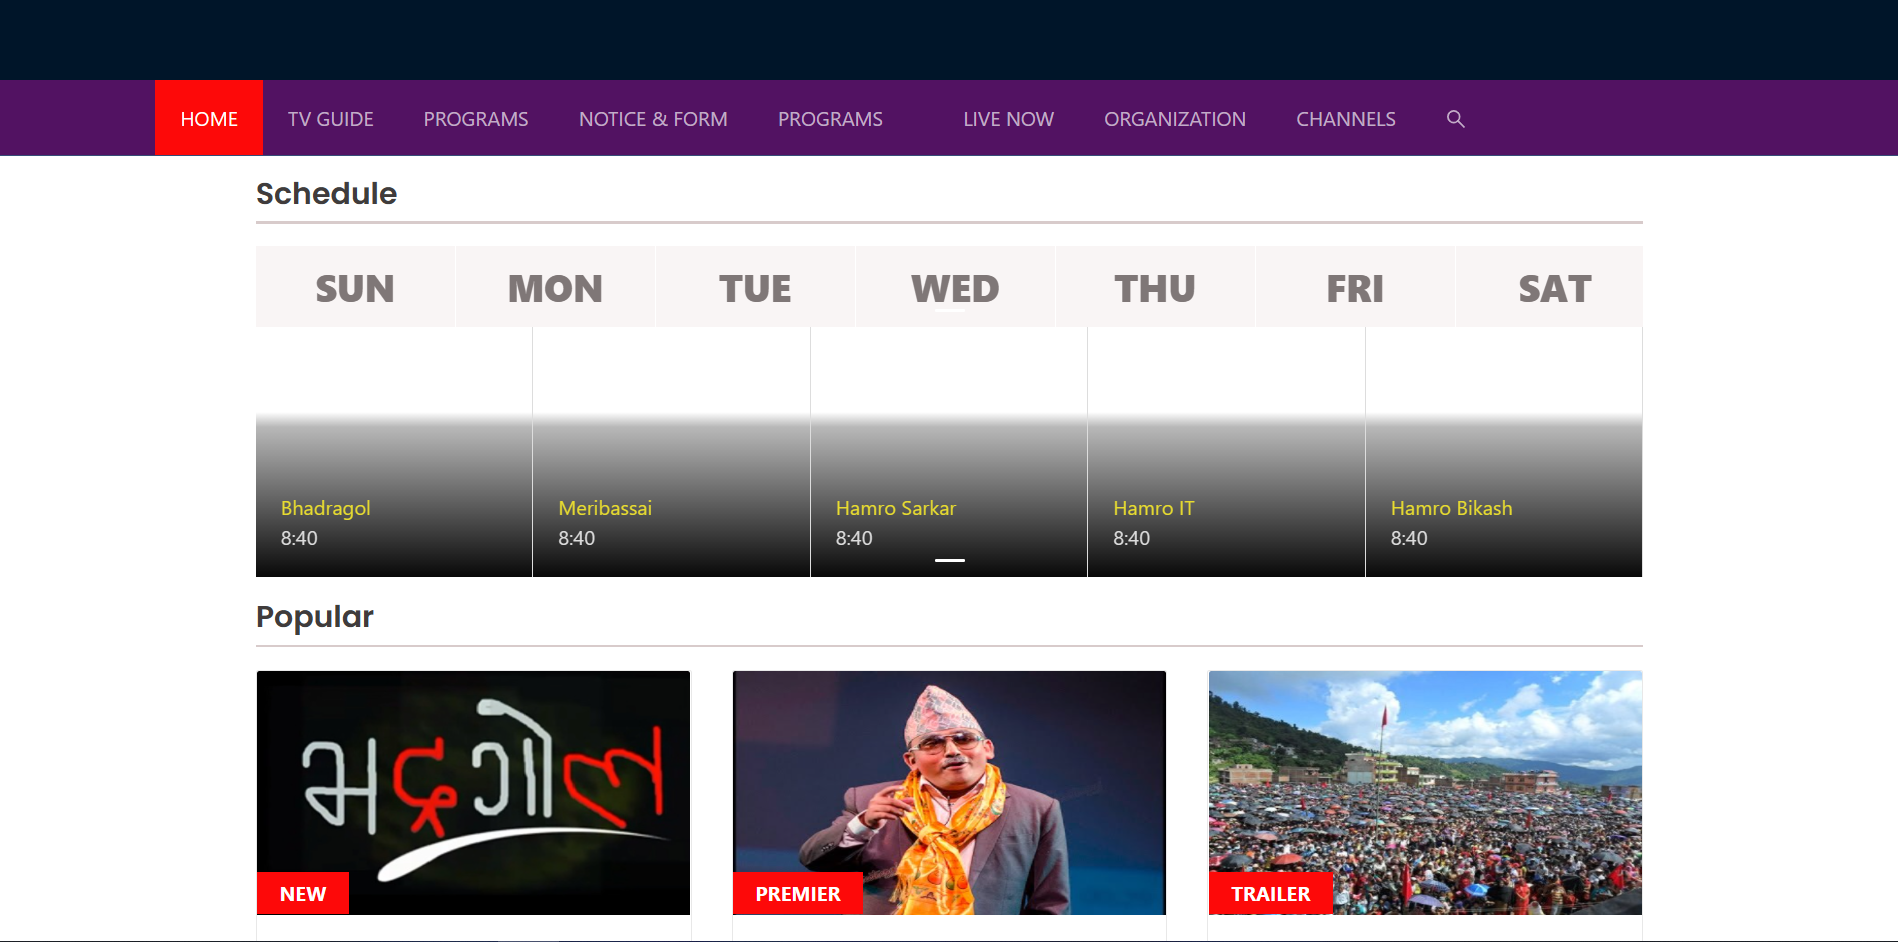 HOME TV GUIDE PROGRAMS NOTICE & FORM PROGRAMS LIVE NOW ORGANIZATION CHANNELS
Schedule
SUN MON TUE WED THU FRI SAT
Bhadragol Meribassai Hamro Sarkar Hamro IT Hamro Bikash
8:40 8:40 8:40 8:40 8:40
Popular
भद्रगोल
NEW PREMIER TRAILER